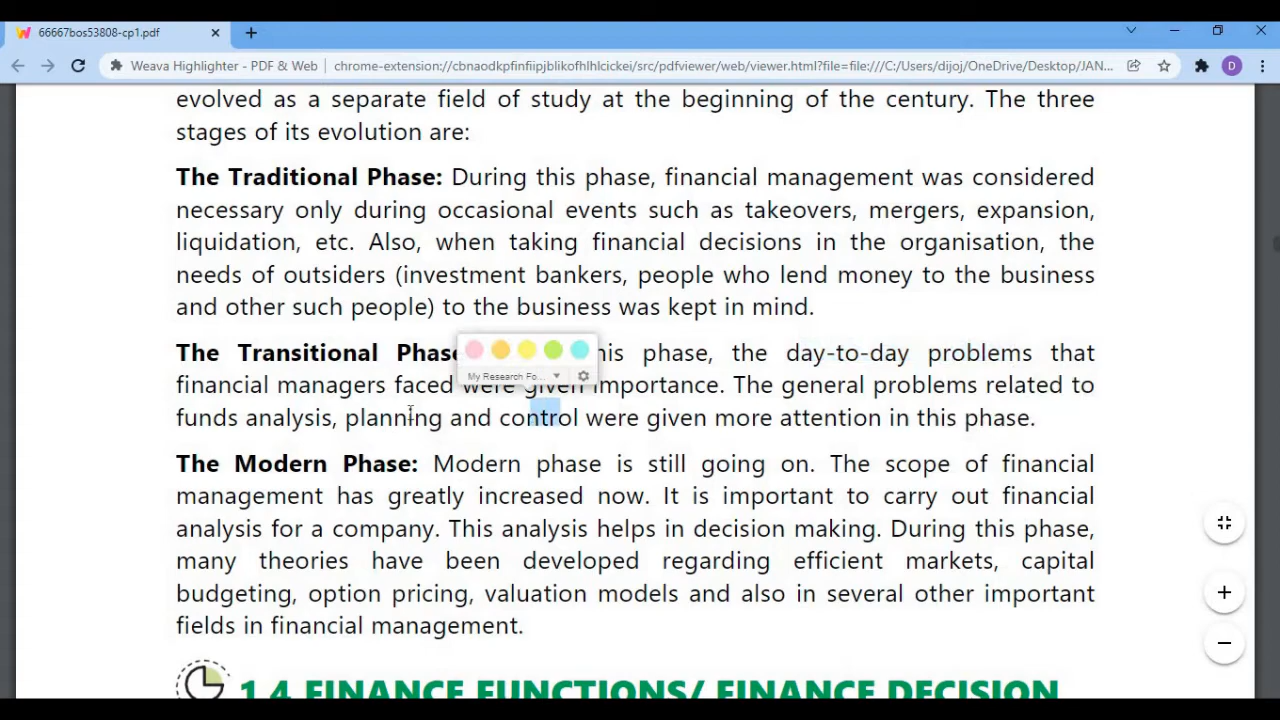 66667bos53808-cp1.pdf
Weava Highlighter - PDF & Web | chrome-extension://cbnaodkpfinfiipjblikofhlhlcickei/src/pdfviewer/web/viewer.html?file=file:///C:/Users/dijoj/OneDrive/Desktop/JAN... D
evolved as a separate field of study at the beginning of the century. The three
stages of its evolution are:
The Traditional Phase: During this phase, financial management was considered
necessary only during occasional events such as takeovers, mergers, expansion,
liquidation, etc. Also, when taking financial decisions in the organisation, the
needs of outsiders (investment bankers, people who lend money to the business
and other such people) to the business was kept in mind.
The Transitional Phase his phase, the day-to-day problems that
My Research Fo...
financial managers faced were given importance. The general problems related to
funds analysis, planning and control were given more attention in this phase.
The Modern Phase: Modern phase is still going on. The scope of financial
management has greatly increased now. It is important to carry out financial
analysis for a company. This analysis helps in decision making. During this phase,
many theories have been developed regarding efficient markets, capital
budgeting, option pricing, valuation models and also in several other important
fields in financial management.
1.4 FINANCE FUNCTIONS/ FINANCE DECISION